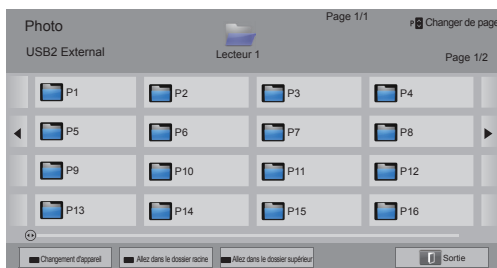 Photo
Page 1/1
P Changer de page
USB2 External
Lecteur 1
Page 1/2
P1 P2 P3 P4
P5 P6 P7 P8
P9 P10 P11 P12
P13 P14 P15 P16
Changement d'appareil Allez dans le dossier racine Allez dans le dossier supérieur Sortie